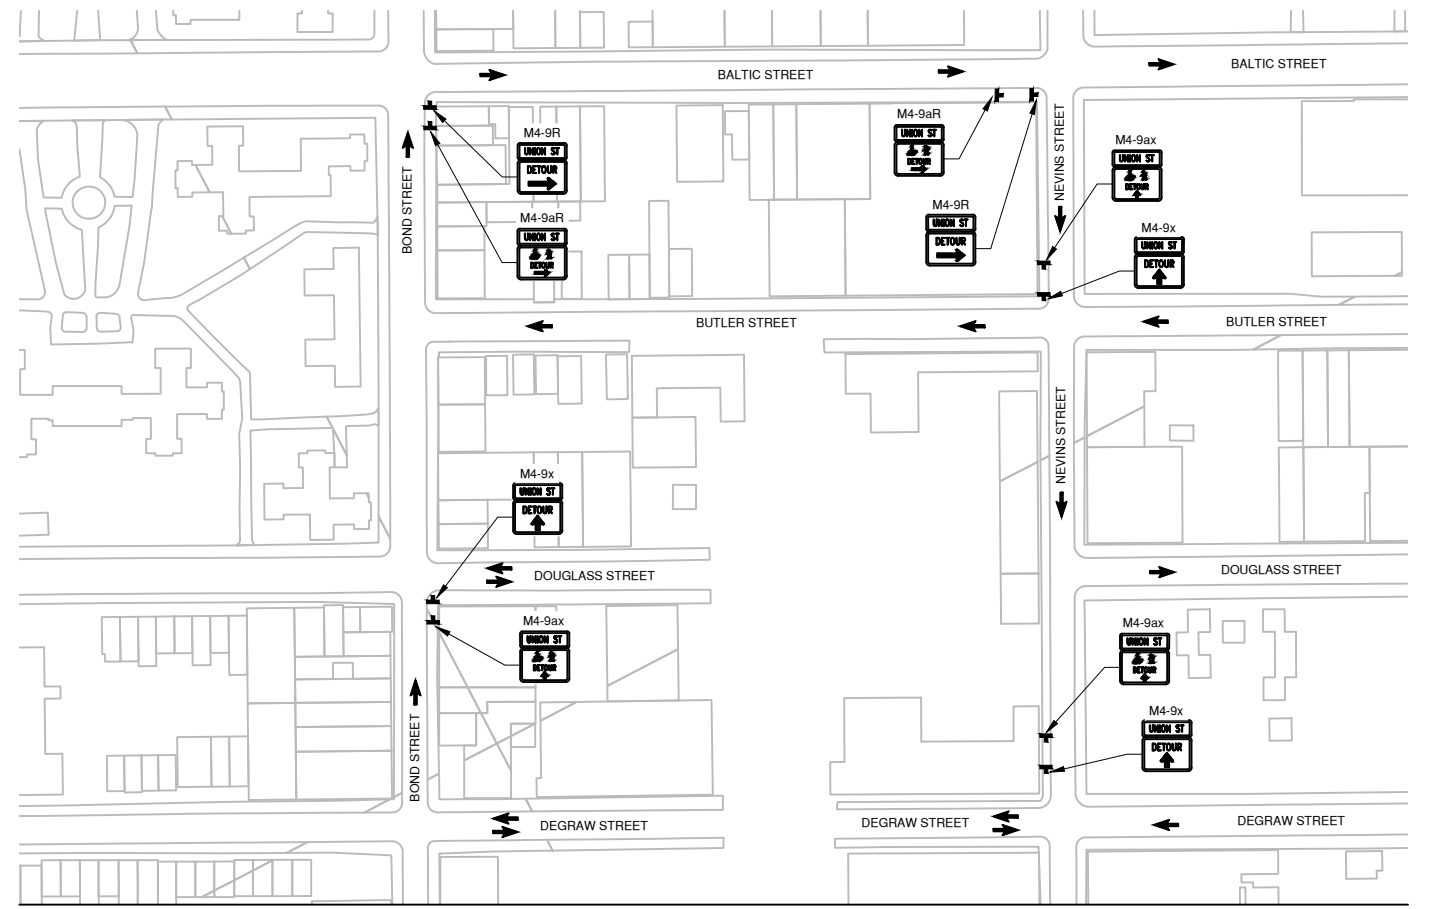 BALTIC STREET
BALTIC STREET
M4-9R
UNION ST
DETOUR
M4-9aR
UNION ST
DETOUR
M4-9aR
UNION ST
DETOUR
M4-9R
UNION ST
DETOUR
M4-9ax
UNION ST
DETOUR
M4-9x
UNION ST
DETOUR
BOND STREET
NEVINS STREET
BUTLER STREET
BUTLER STREET
NEVINS STREET
M4-9x
UNION ST
DETOUR
DOUGLASS STREET
DOUGLASS STREET
M4-9ax
UNION ST
DETOUR
M4-9ax
UNION ST
DETOUR
M4-9x
UNION ST
DETOUR
BOND STREET
DEGRAW STREET
DEGRAW STREET
DEGRAW STREET